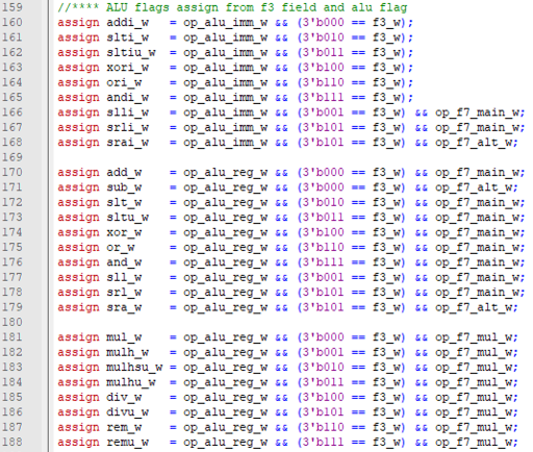 159 //**** ALU flags assign from f3 field and alu flag
160 assign addi_w = op_alu_imm_w && (3'b000 == f3_w);
161 assign slti_w = op_alu_imm_w && (3'b010 == f3_w);
162 assign sltiu_w = op_alu_imm_w && (3'b011 == f3_w);
163 assign xori_w = op_alu_imm_w && (3'b100 == f3_w);
164 assign ori_w = op_alu_imm_w && (3'b110 == f3_w);
165 assign andi_w = op_alu_imm_w && (3'b111 == f3_w);
166 assign slli_w = op_alu_imm_w && (3'b001 == f3_w) && op_f7_main_w;
167 assign srli_w = op_alu_imm_w && (3'b101 == f3_w) && op_f7_main_w;
168 assign srai_w = op_alu_imm_w && (3'b101 == f3_w) && op_f7_alt_w;
169
170 assign add_w = op_alu_reg_w && (3'b000 == f3_w) && op_f7_main_w;
171 assign sub_w = op_alu_reg_w && (3'b000 == f3_w) && op_f7_alt_w;
172 assign slt_w = op_alu_reg_w && (3'b010 == f3_w) && op_f7_main_w;
173 assign sltu_w = op_alu_reg_w && (3'b011 == f3_w) && op_f7_main_w;
174 assign xor_w = op_alu_reg_w && (3'b100 == f3_w) && op_f7_main_w;
175 assign or_w = op_alu_reg_w && (3'b110 == f3_w) && op_f7_main_w;
176 assign and_w = op_alu_reg_w && (3'b111 == f3_w) && op_f7_main_w;
177 assign sll_w = op_alu_reg_w && (3'b001 == f3_w) && op_f7_main_w;
178 assign srl_w = op_alu_reg_w && (3'b101 == f3_w) && op_f7_main_w;
179 assign sra_w = op_alu_reg_w && (3'b101 == f3_w) && op_f7_alt_w;
180
181 assign mul_w = op_alu_reg_w && (3'b000 == f3_w) && op_f7_mul_w;
182 assign mulh_w = op_alu_reg_w && (3'b001 == f3_w) && op_f7_mul_w;
183 assign mulhsu_w = op_alu_reg_w && (3'b010 == f3_w) && op_f7_mul_w;
184 assign mulhu_w = op_alu_reg_w && (3'b011 == f3_w) && op_f7_mul_w;
185 assign div_w = op_alu_reg_w && (3'b100 == f3_w) && op_f7_mul_w;
186 assign divu_w = op_alu_reg_w && (3'b101 == f3_w) && op_f7_mul_w;
187 assign rem_w = op_alu_reg_w && (3'b110 == f3_w) && op_f7_mul_w;
188 assign remu_w = op_alu_reg_w && (3'b111 == f3_w) && op_f7_mul_w;